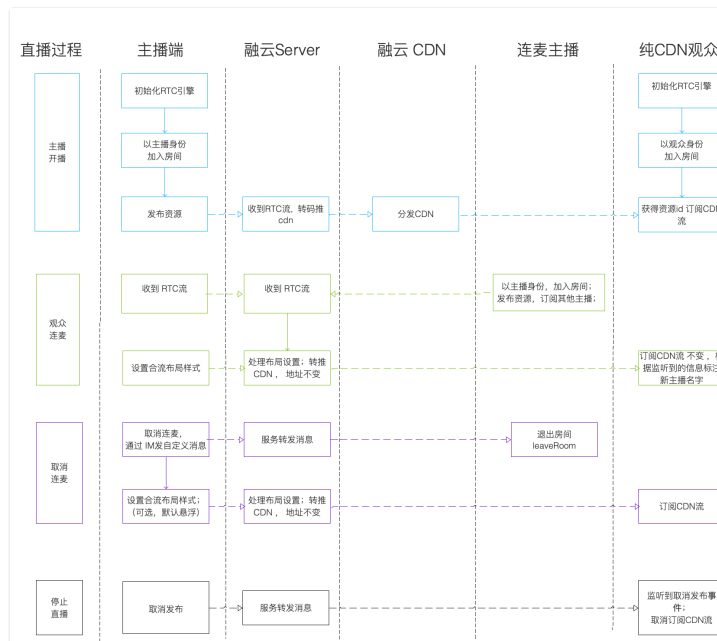 直播过程
主播端
融云Server
融云 CDN
连麦主播
纯CDN观众
主播
开播
初始化RTC引擎
初始化RTC引擎
以主播身份
加入房间
以观众身份
加入房间
发布资源
收到RTC流，转码推
cdn
分发CDN
获得资源id 订阅CDN
流
观众
连麦
收到 RTC流
收到 RTC流
以主播身份，加入房间；
发布资源，订阅其他主播；
设置合流布局样式
处理布局设置；转推
CDN ， 地址不变
订阅CDN流 不变 ，
据监听到的信息标注
新主播名字
取消
连麦
取消连麦，
通过 IM发自定义消息
服务转发消息
退出房间
leaveRoom
设置合流布局样式；
（可选，默认悬浮）
处理布局设置；转推
CDN ， 地址不变
订阅CDN流
停止
直播
取消发布
服务转发消息
监听到取消发布事
件；
取消订阅CDN流